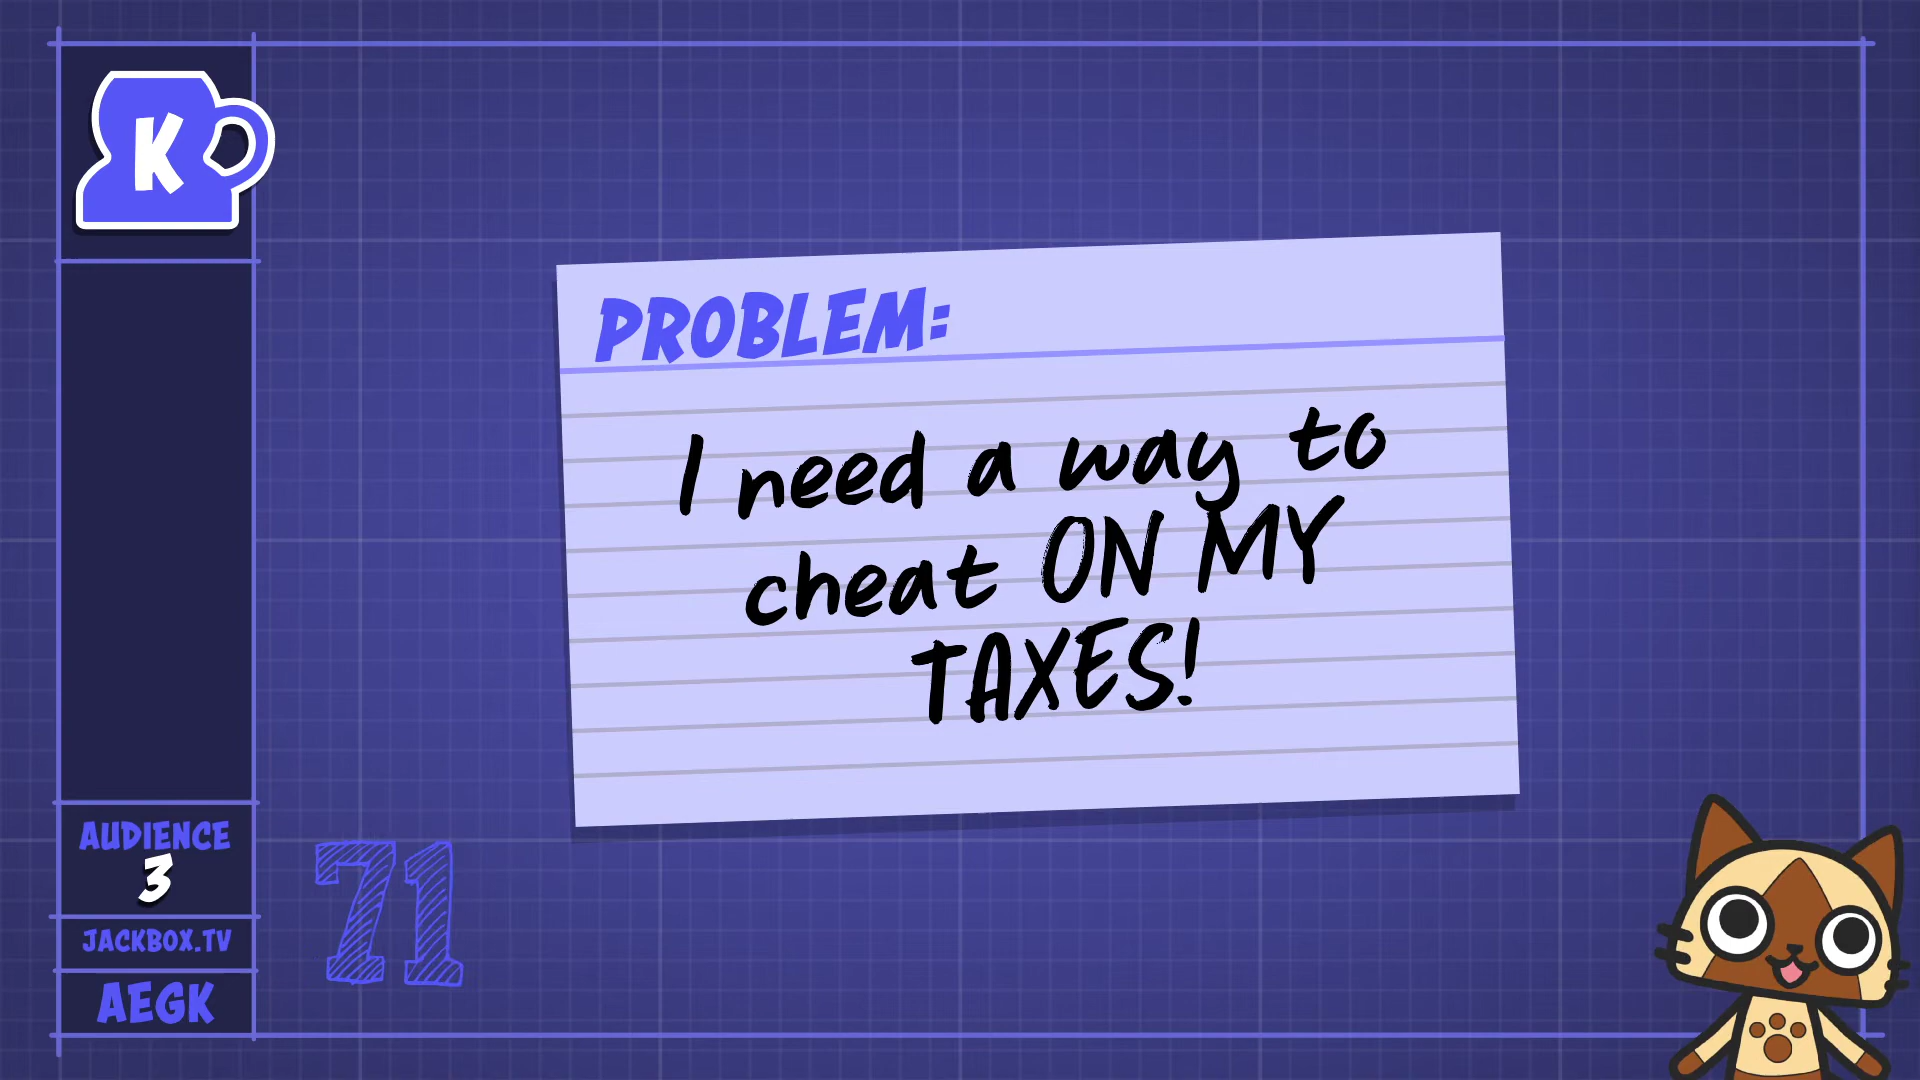 K
PROBLEM:
I need a way to
cheat ON MY
TAXES!
AUDIENCE
3
JACKBOX.TV
AEGK
71